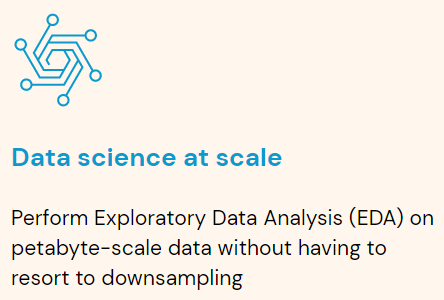 Data science at scale
Perform Exploratory Data Analysis (EDA) on
petabyte-scale data without having to
resort to downsampling